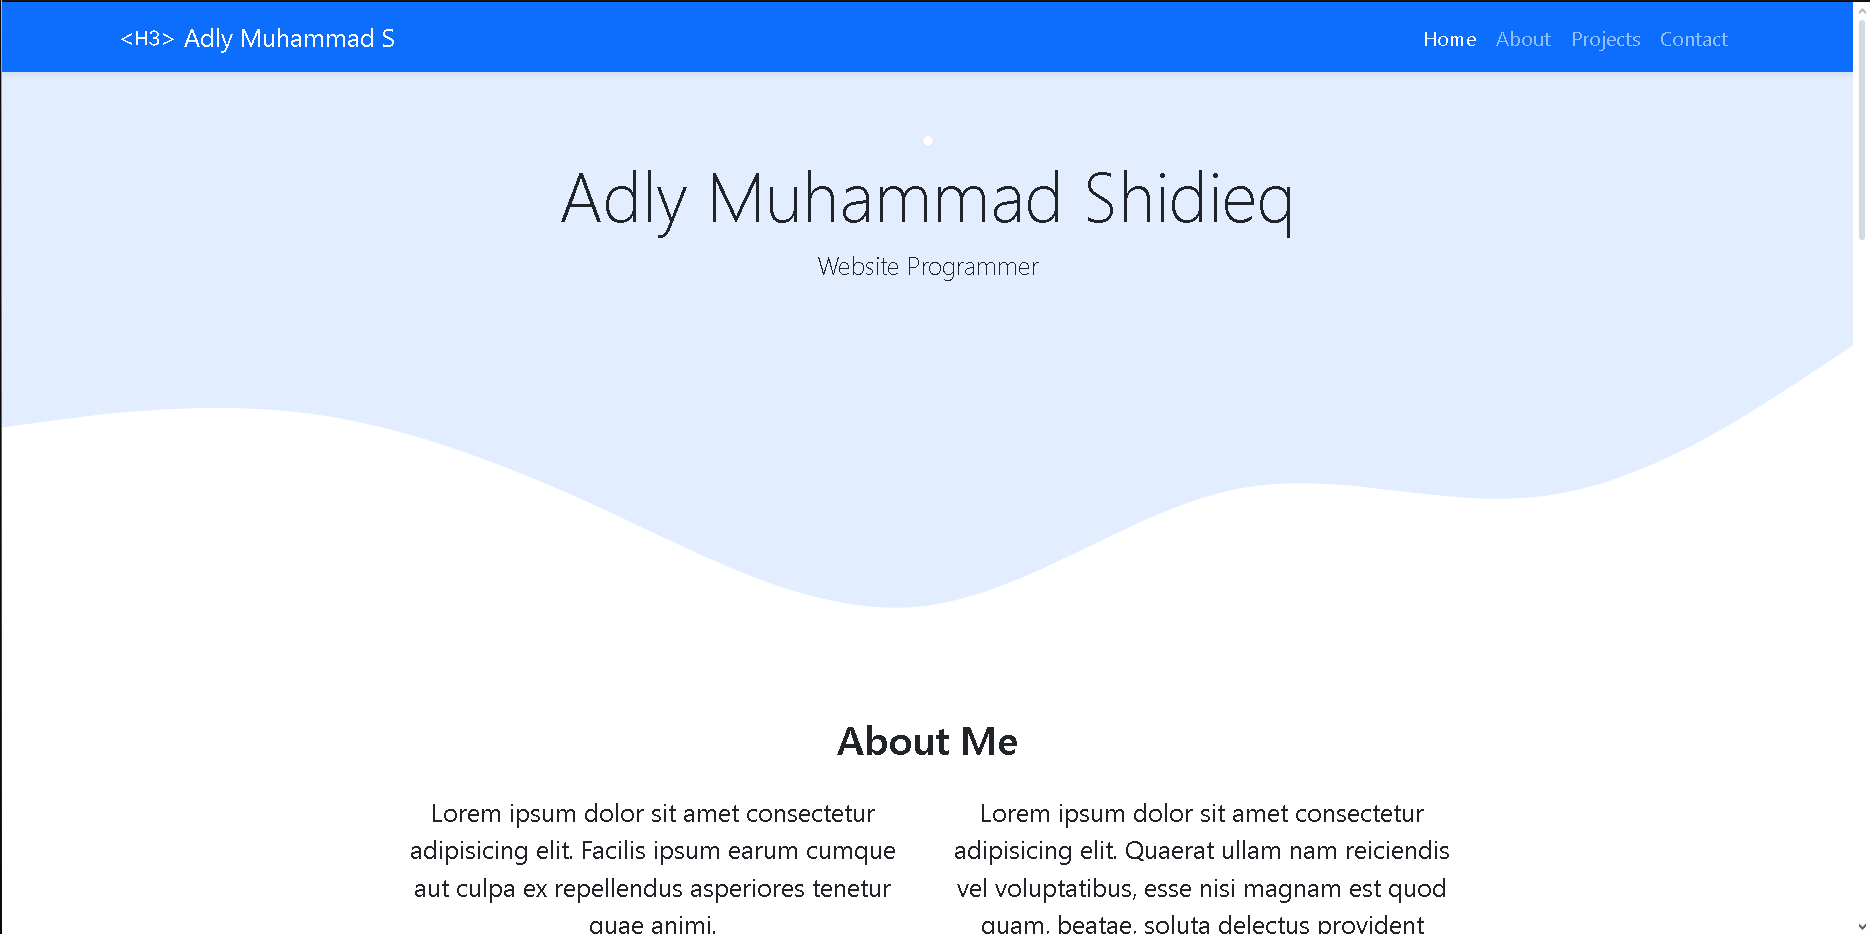 <H3> Adly Muhammad S
Home About Projects Contact
Adly Muhammad Shidieq
Website Programmer
About Me
Lorem ipsum dolor sit amet consectetur
adipisicing elit. Facilis ipsum earum cumque
aut culpa ex repellendus asperiores tenetur
quae animi.
Lorem ipsum dolor sit amet consectetur
adipisicing elit. Quaerat ullam nam reiciendis
vel voluptatibus, esse nisi magnam est quod
quam, beatae, soluta delectus provident